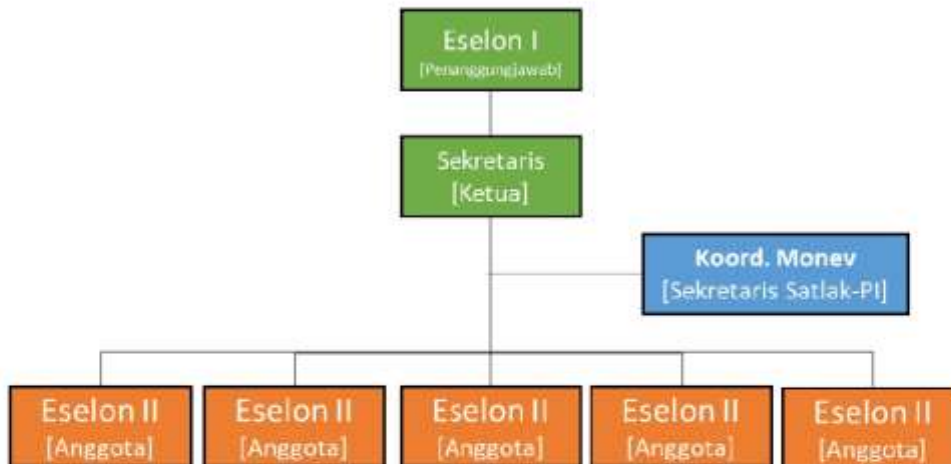 Eselon I
[Penanggungjawab]
Sekretaris
[Ketua]
Koord. Monev
[Sekretaris Satlak-PI]
Eselon II
[Anggota]
Eselon II
[Anggota]
Eselon II
[Anggota]
Eselon II
[Anggota]
Eselon II
[Anggota]